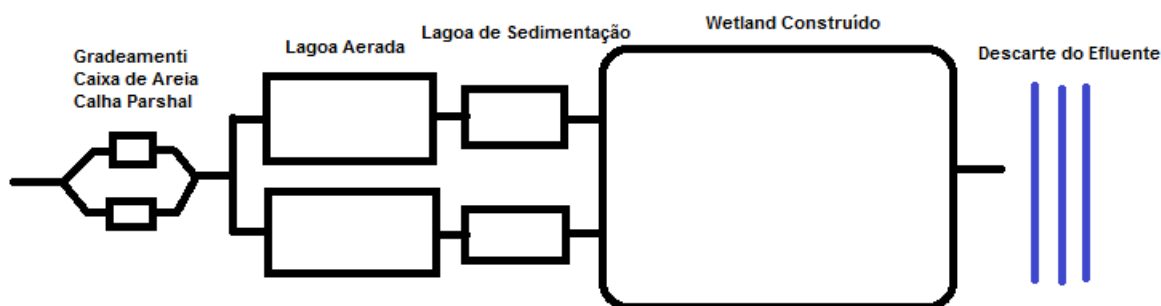 Gradeamenti
Caixa de Areia
Calha Parshal
Lagoa Aerada
Lagoa de Sedimentação
Wetland Construído
Descarte do Efluente